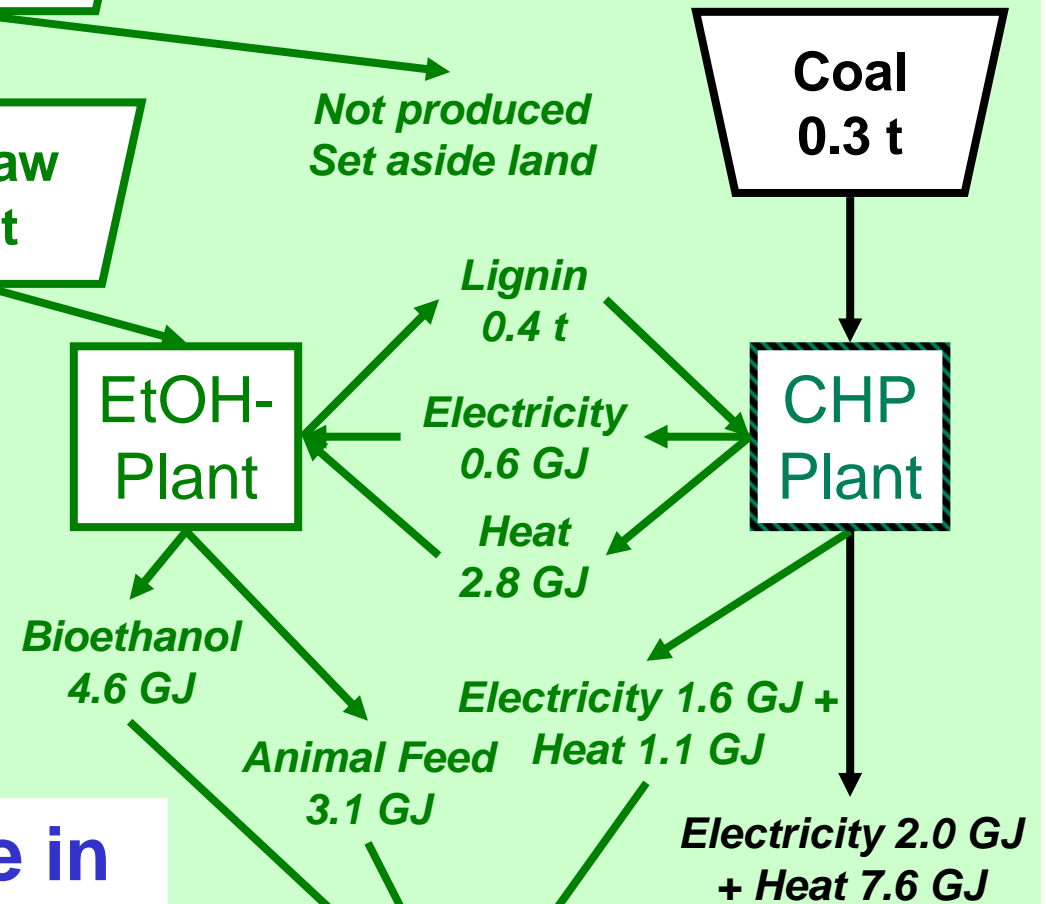 Coal
0.3 t
Not produced
Set aside land
aw
t
Lignin
0.4 t
EtOH-
Plant
Electricity
0.6 GJ
CHP
Plant
Heat
2.8 GJ
Bioethanol
4.6 GJ
Electricity 1.6 GJ +
Heat 1.1 GJ
Animal Feed
3.1 GJ
Electricity 2.0 GJ
+ Heat 7.6 GJ
e in